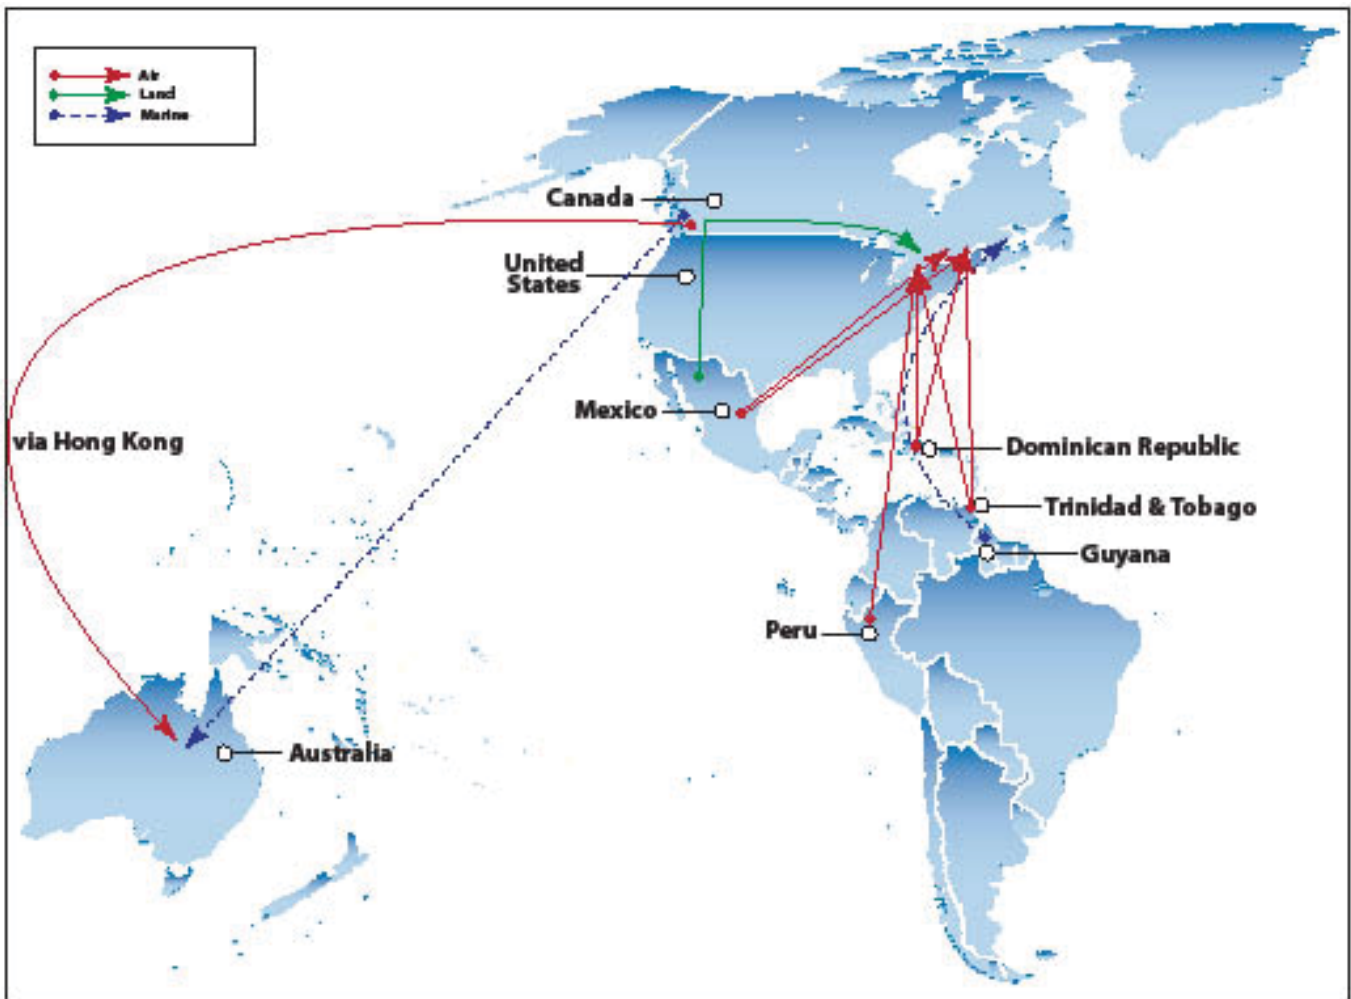 Air
Land
Marine
Canada
United
States
Mexico
via Hong Kong
Dominican Republic
Trinidad & Tobago
Guyana
Peru
Australia